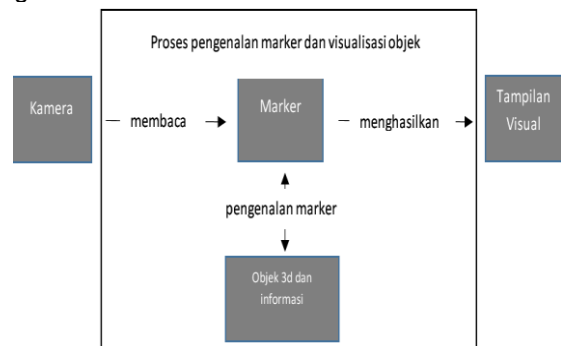 Proses pengenalan marker dan visualisasi objek
Kamera
membaca
Marker
menghasilkan
Tampilan
Visual
pengenalan marker
Objek 3d dan
informasi